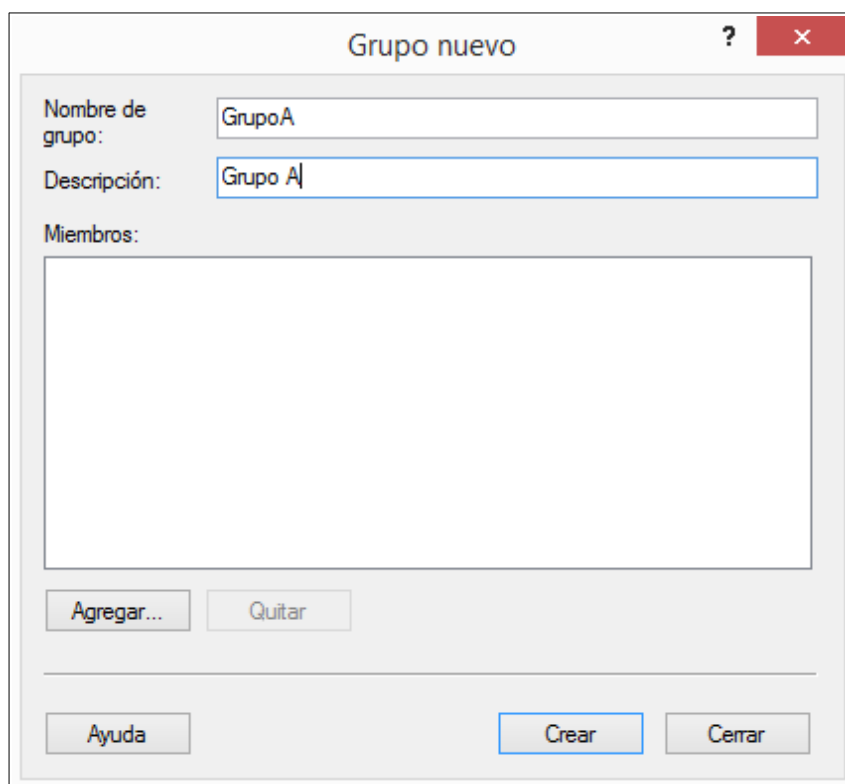 Grupo nuevo
?
Nombre de
grupo:
GrupoA
Descripción:
Grupo A
Miembros:
Agregar...
Quitar
Ayuda
Crear
Cerrar